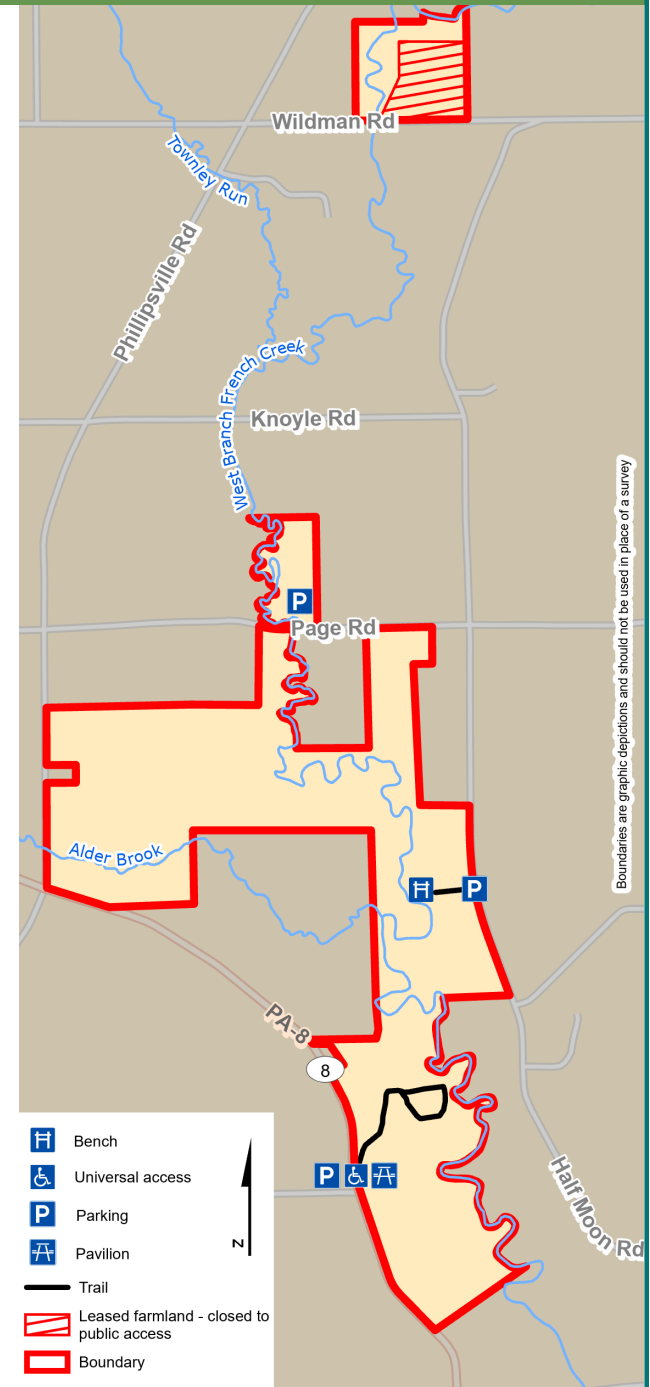 Wildman Rd
Townley Run
Phillipsville Rd
West Branch French Creek
Knoyle Rd
Boundaries are graphic depictions and should not be used in place of a survey
P
Page Rd
Alder Brook
P
PA-8
8
P
Half Moon Rd
Bench
Universal access
P
Parking
Pavilion
Trail
Leased farmland - closed to
public access
Boundary
N